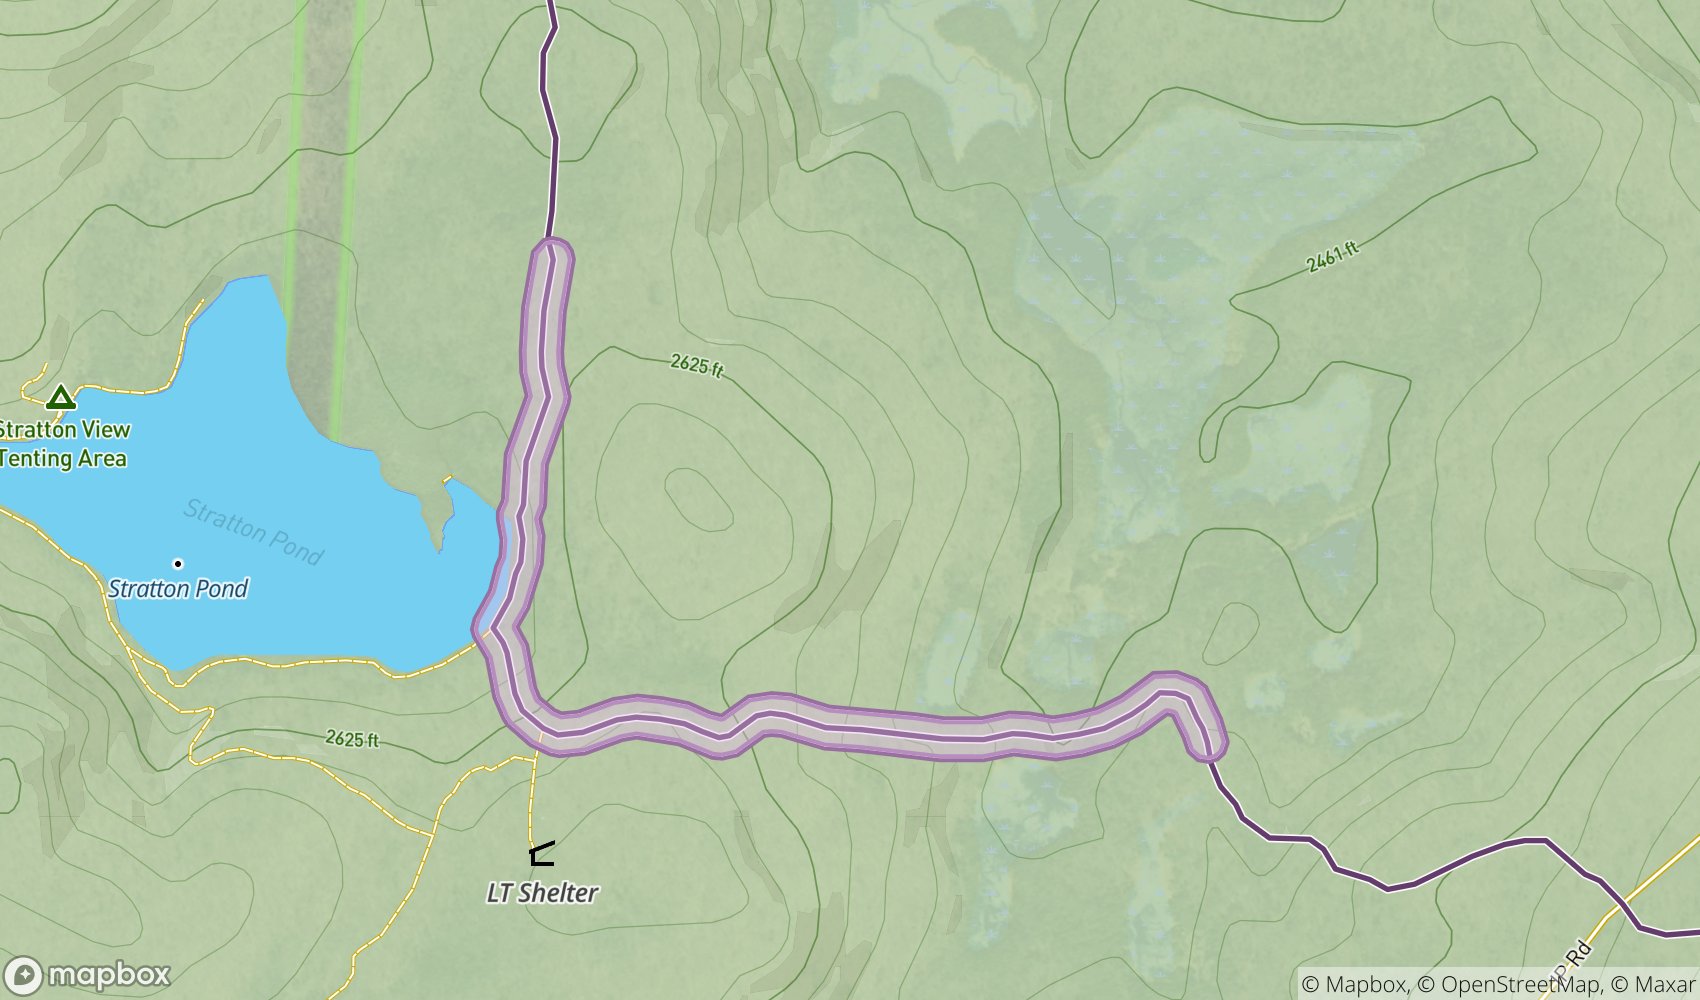 2461 ft
2625 ft
Stratton View
Tenting Area
Stratton Pond
Stratton Pond
2625 ft
LT Shelter
IP Rd
mapbox
© Mapbox, © OpenStreetMap, © Maxar